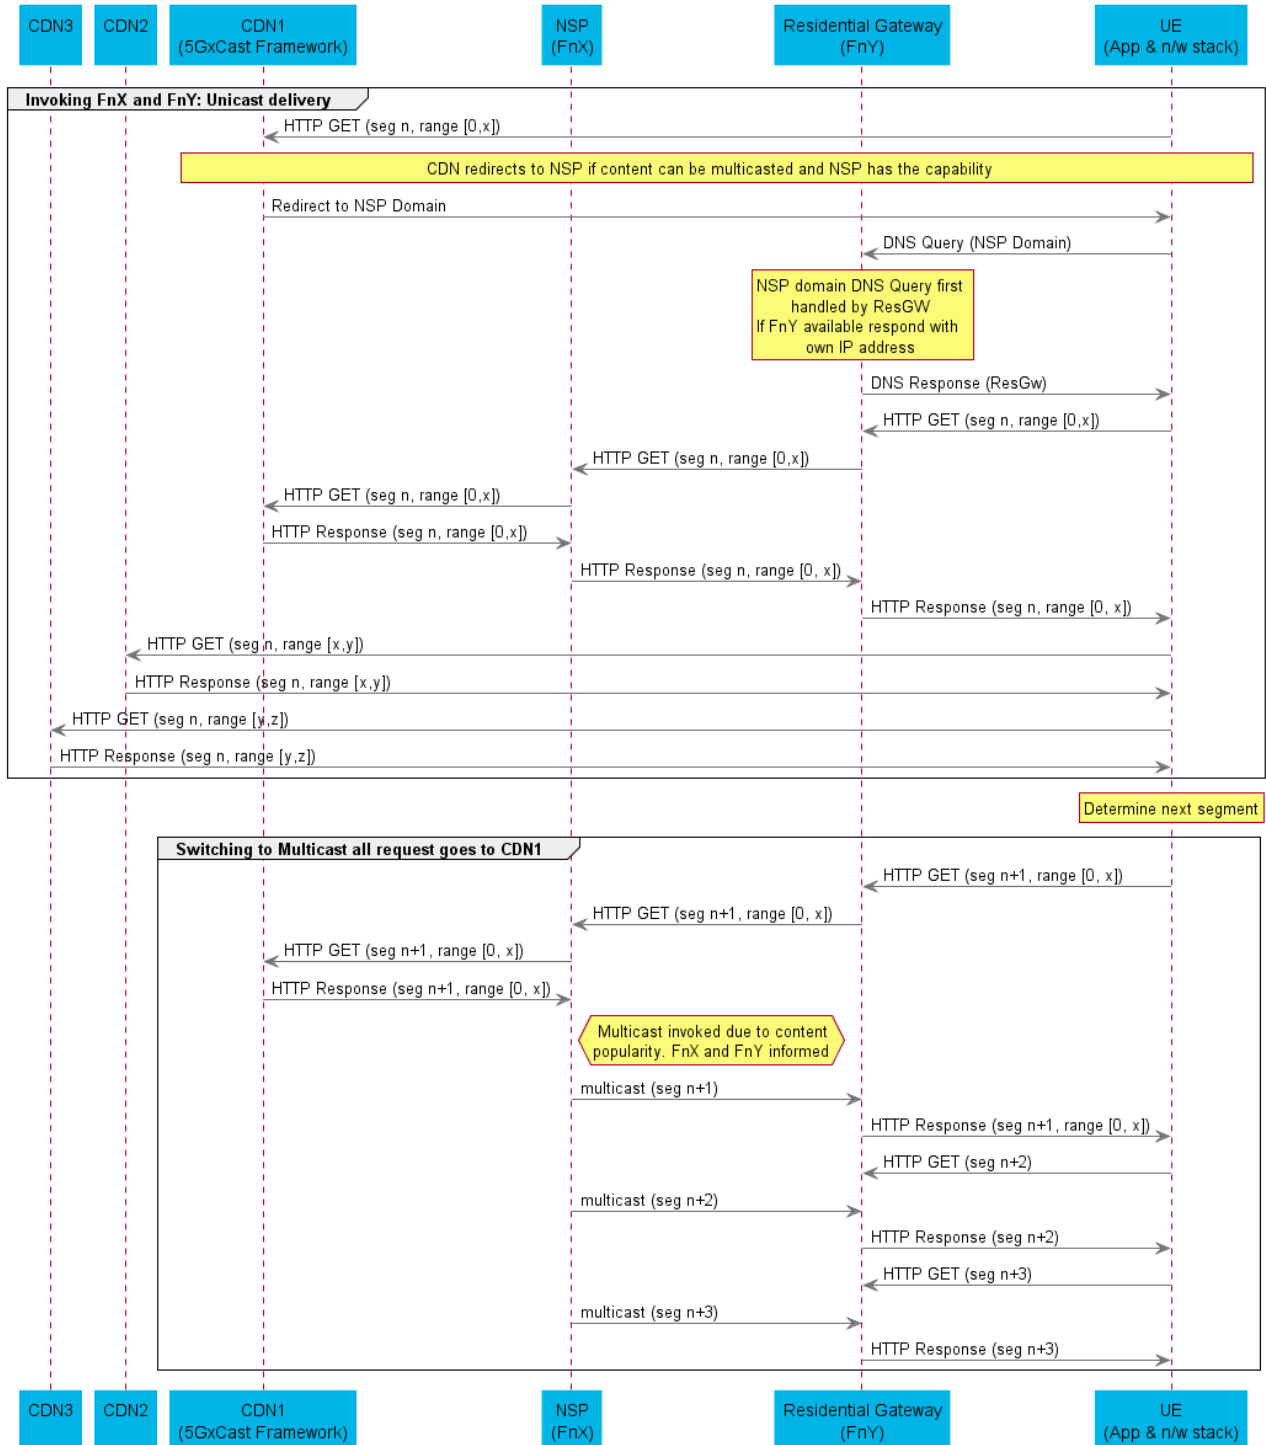 CDN3
CDN2
CDN1
(5GxCast Framework)
NSP
(FnX)
Residential Gateway
(FnY)
UE
(App & n/w stack)
Invoking FnX and FnY: Unicast delivery
HTTP GET (seg n, range [0,x])
CDN redirects to NSP if content can be multicasted and NSP has the capability
Redirect to NSP Domain
DNS Query (NSP Domain)
NSP domain DNS Query first
handled by ResGW
If FnY available respond with
own IP address
DNS Response (ResGw)
HTTP GET (seg n, range [0,x])
HTTP GET (seg n, range [0,x])
HTTP GET (seg n, range [0,x])
HTTP Response (seg n, range [0,x])
HTTP Response (seg n, range [0, x])
HTTP Response (seg n, range [0, x])
HTTP GET (seg n, range [x,y])
HTTP Response (seg n, range [x,y])
HTTP GET (seg n, range [y,z])
HTTP Response (seg n, range [y,z])
Determine next segment
Switching to Multicast all request goes to CDN1
HTTP GET (seg n+1, range [0, x])
HTTP GET (seg n+1, range [0, x])
HTTP GET (seg n+1, range [0, x])
HTTP Response (seg n+1, range [0, x])
Multicast invoked due to content
popularity. FnX and FnY informed
multicast (seg n+1)
HTTP Response (seg n+1, range [0, x])
HTTP GET (seg n+2)
multicast (seg n+2)
HTTP Response (seg n+2)
HTTP GET (seg n+3)
multicast (seg n+3)
HTTP Response (seg n+3)
CDN3
CDN2
CDN1
(5GxCast Framework)
NSP
(FnX)
Residential Gateway
(FnY)
UE
(App & n/w stack)